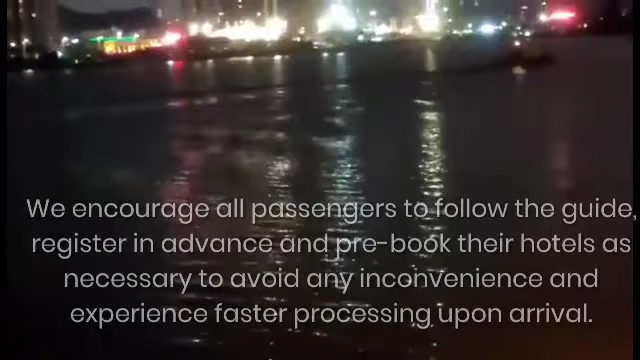 We encourage all passengers to follow the guide,
register in advance and pre-book their hotels as
necessary to avoid any inconvenience and
experience faster processing upon arrival.